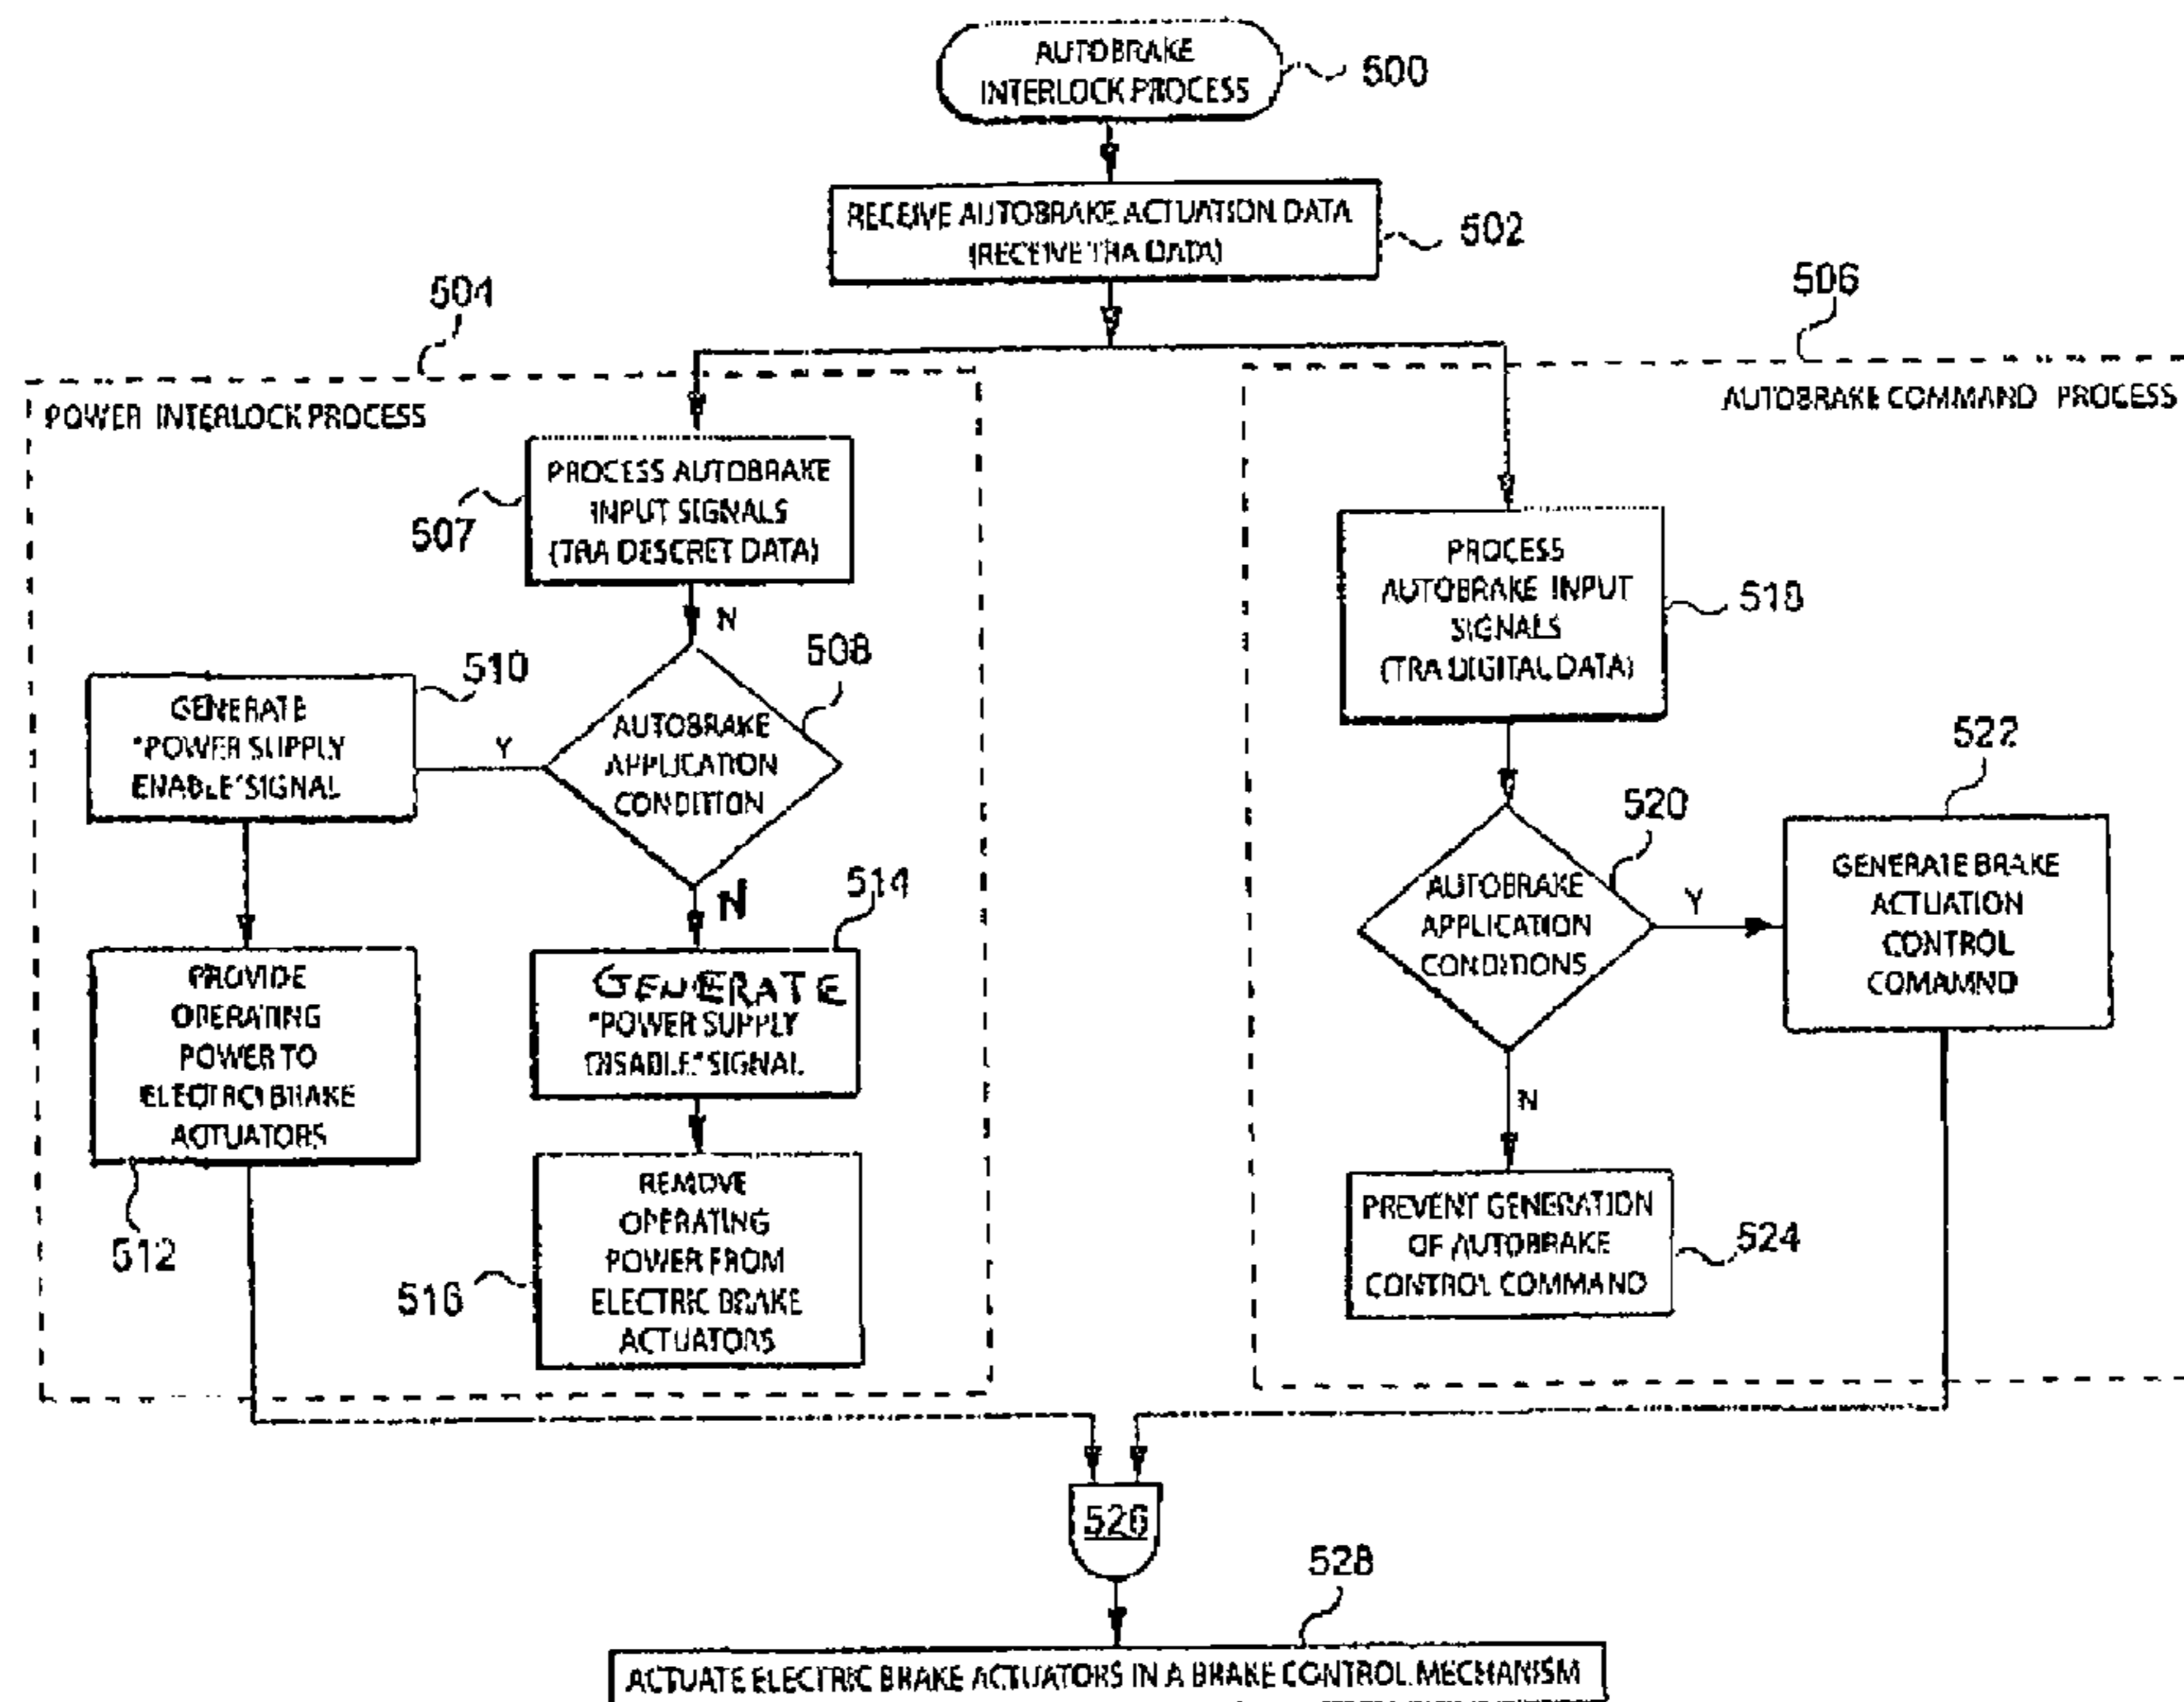 AUTOBRAKE
INTERLOCK PROCESS
500
RECEIVE AUTOBRAKE ACTUATION DATA
(RECEIVE TRA DATA)
502
504
506
POWER INTERLOCK PROCESS
AUTOBRAKE COMMAND PROCESS
PROCESS AUTOBRAKE
INPUT SIGNALS
(TRA DESCRET DATA)
507
N
508
AUTOBRAKE
APPLICATION
CONDITION
Y
510
GENERATE
"POWER SUPPLY
ENABLE" SIGNAL
PROVIDE
OPERATING
POWER TO
ELECTRCI BRAKE
ACTUATORS
512
N
514
GENERATE
"POWER SUPPLY
DISABLE" SIGNAL
REMOVE
OPERATING
POWER FROM
ELECTRIC BRAKE
ACTUATORS
516
PROCESS
AUTOBRAKE INPUT
SIGNALS
(TRA DIGITAL DATA)
518
520
AUTOBRAKE
APPLICATION
CONDITIONS
Y
522
GENERATE BRAKE
ACTUATION
CONTROL
COMAMND
N
PREVENT GENERATION
OF AUTOBRAKE
CONTROL COMMAND
524
526
528
ACTUATE ELECTRIC BRAKE ACTUATORS IN A BRAKE CONTROL MECHANISM